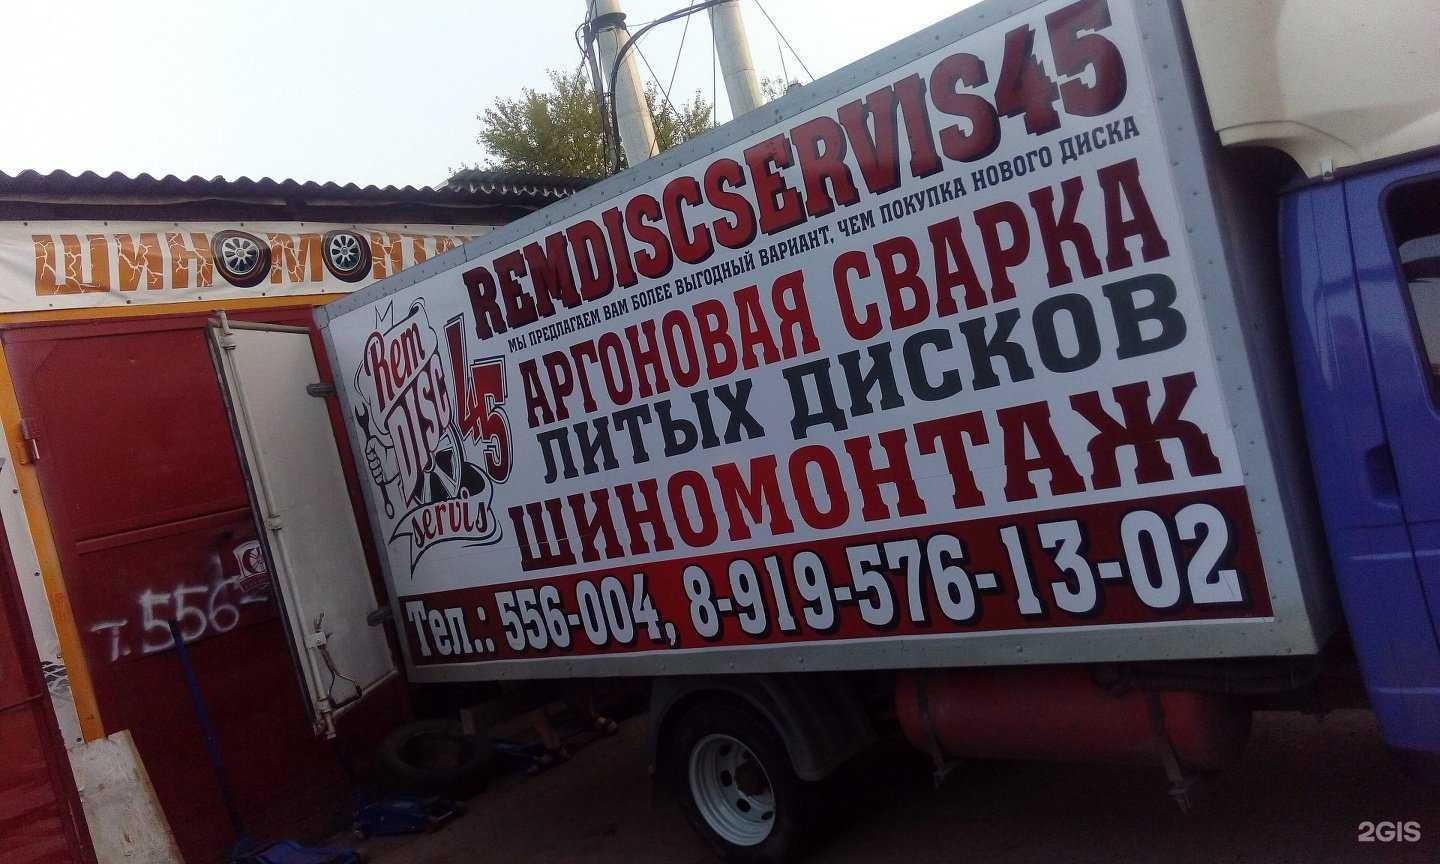 ШИНОМОНТ
REMDISCSERVIS45
МЫ ПРЕДЛАГАЕМ ВАМ БОЛЕЕ ВЫГОДНЫЙ ВАРИАНТ, ЧЕМ ПОКУПКА НОВОГО ДИСКА
Rem
DISC
45
servis
АРГОНОВАЯ СВАРКА
ЛИТЫХ ДИСКОВ
ШИНОМОНТАЖ
Тел.: 556-004, 8-919-576-13-02
т. 556-
2GIS